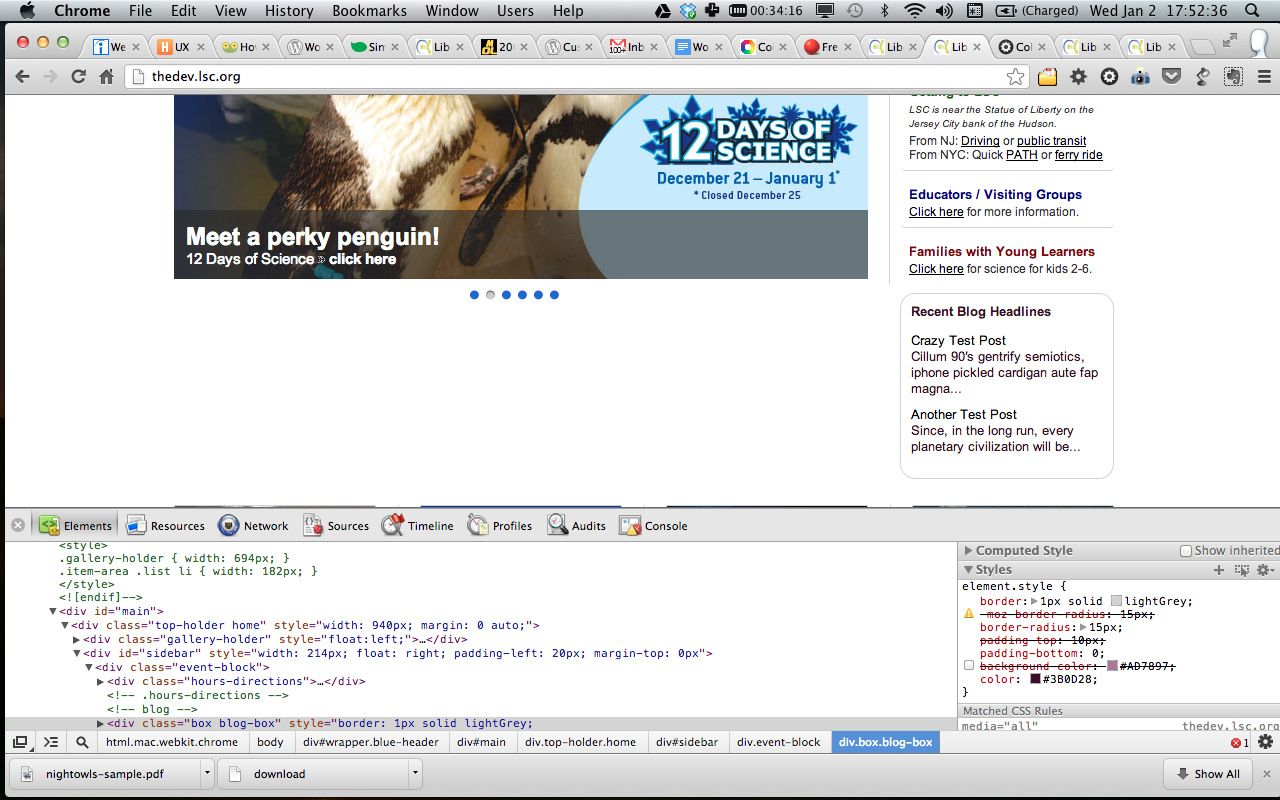 Chrome File Edit View History Bookmarks Window Users Help 00:34:16 (Charged) Wed Jan 2 17:52:36
We UX Ho Wo Sin Lib 20 Cu Inb Wo Co Fre Lib Lib Col Lib Lib
thedev.lsc.org
LSC is near the Statue of Liberty on the
Jersey City bank of the Hudson.
From NJ: Driving or public transit
From NYC: Quick PATH or ferry ride
Educators / Visiting Groups
Click here for more information.
Families with Young Learners
Click here for science for kids 2-6.
12 DAYS OF
SCIENCE
December 21 – January 1*
* Closed December 25
Meet a perky penguin!
12 Days of Science » click here
Recent Blog Headlines
Crazy Test Post
Cillum 90's gentrify semiotics,
iphone pickled cardigan aute fap
magna...
Another Test Post
Since, in the long run, every
planetary civilization will be...
Elements Resources Network Sources Timeline Profiles Audits Console
<style>
.gallery-holder { width: 694px; }
.item-area .list li { width: 182px; }
</style>
<![endif]-->
▼<div id="main">
▼<div class="top-holder home" style="width: 940px; margin: 0 auto;">
▶<div class="gallery-holder" style="float:left;">…</div>
▼<div id="sidebar" style="width: 214px; float: right; padding-left: 20px; margin-top: 0px">
▼<div class="event-block">
▶<div class="hours-directions">…</div>
<!-- .hours-directions -->
<!-- blog -->
▶<div class="box blog-box" style="border: 1px solid lightGrey;
▶ Computed Style Show inherited
▼ Styles
element.style {
border:▶1px solid lightGrey;
-moz-border-radius: 15px;
border-radius:▶15px;
padding-top: 10px;
padding-bottom: 0;
background-color: #AD7897;
color: #3B0D28;
}
Matched CSS Rules
media="all" thedev.lsc.org
html.mac.webkit.chrome body div#wrapper.blue-header div#main div.top-holder.home div#sidebar div.event-block div.box.blog-box 1
nightowls-sample.pdf download Show All